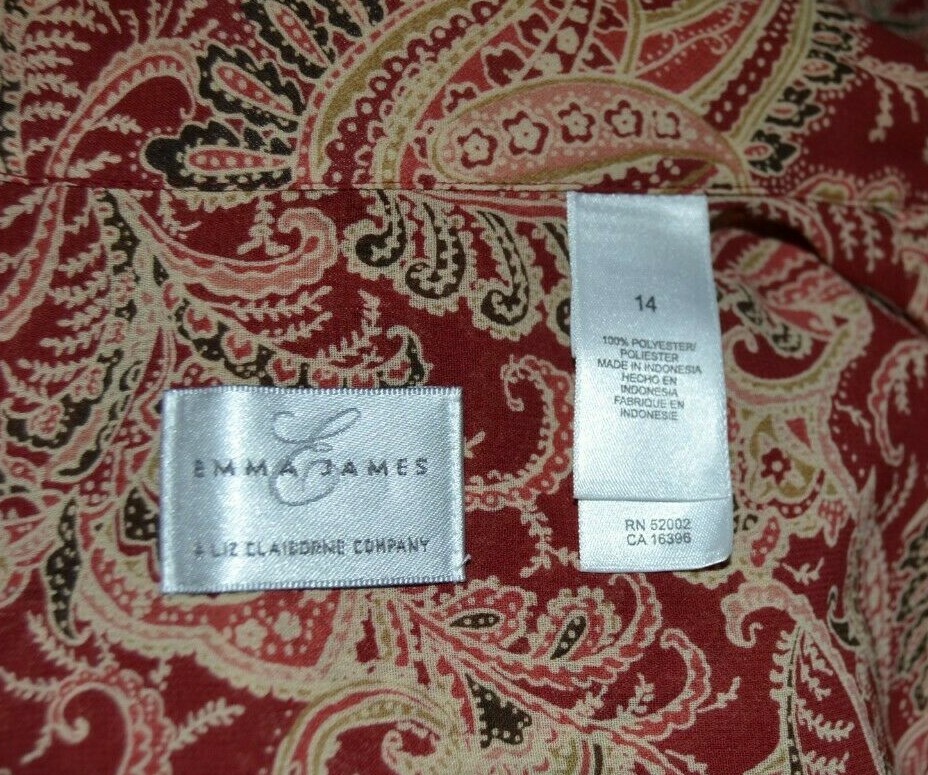 E
EMMA JAMES
A LIZ CLAIBORNE COMPANY
14
100% POLYESTER/
POLIESTER
MADE IN INDONESIA
HECHO EN
INDONESIA
FABRIQUE EN
INDONESIE
RN 52002
CA 16396